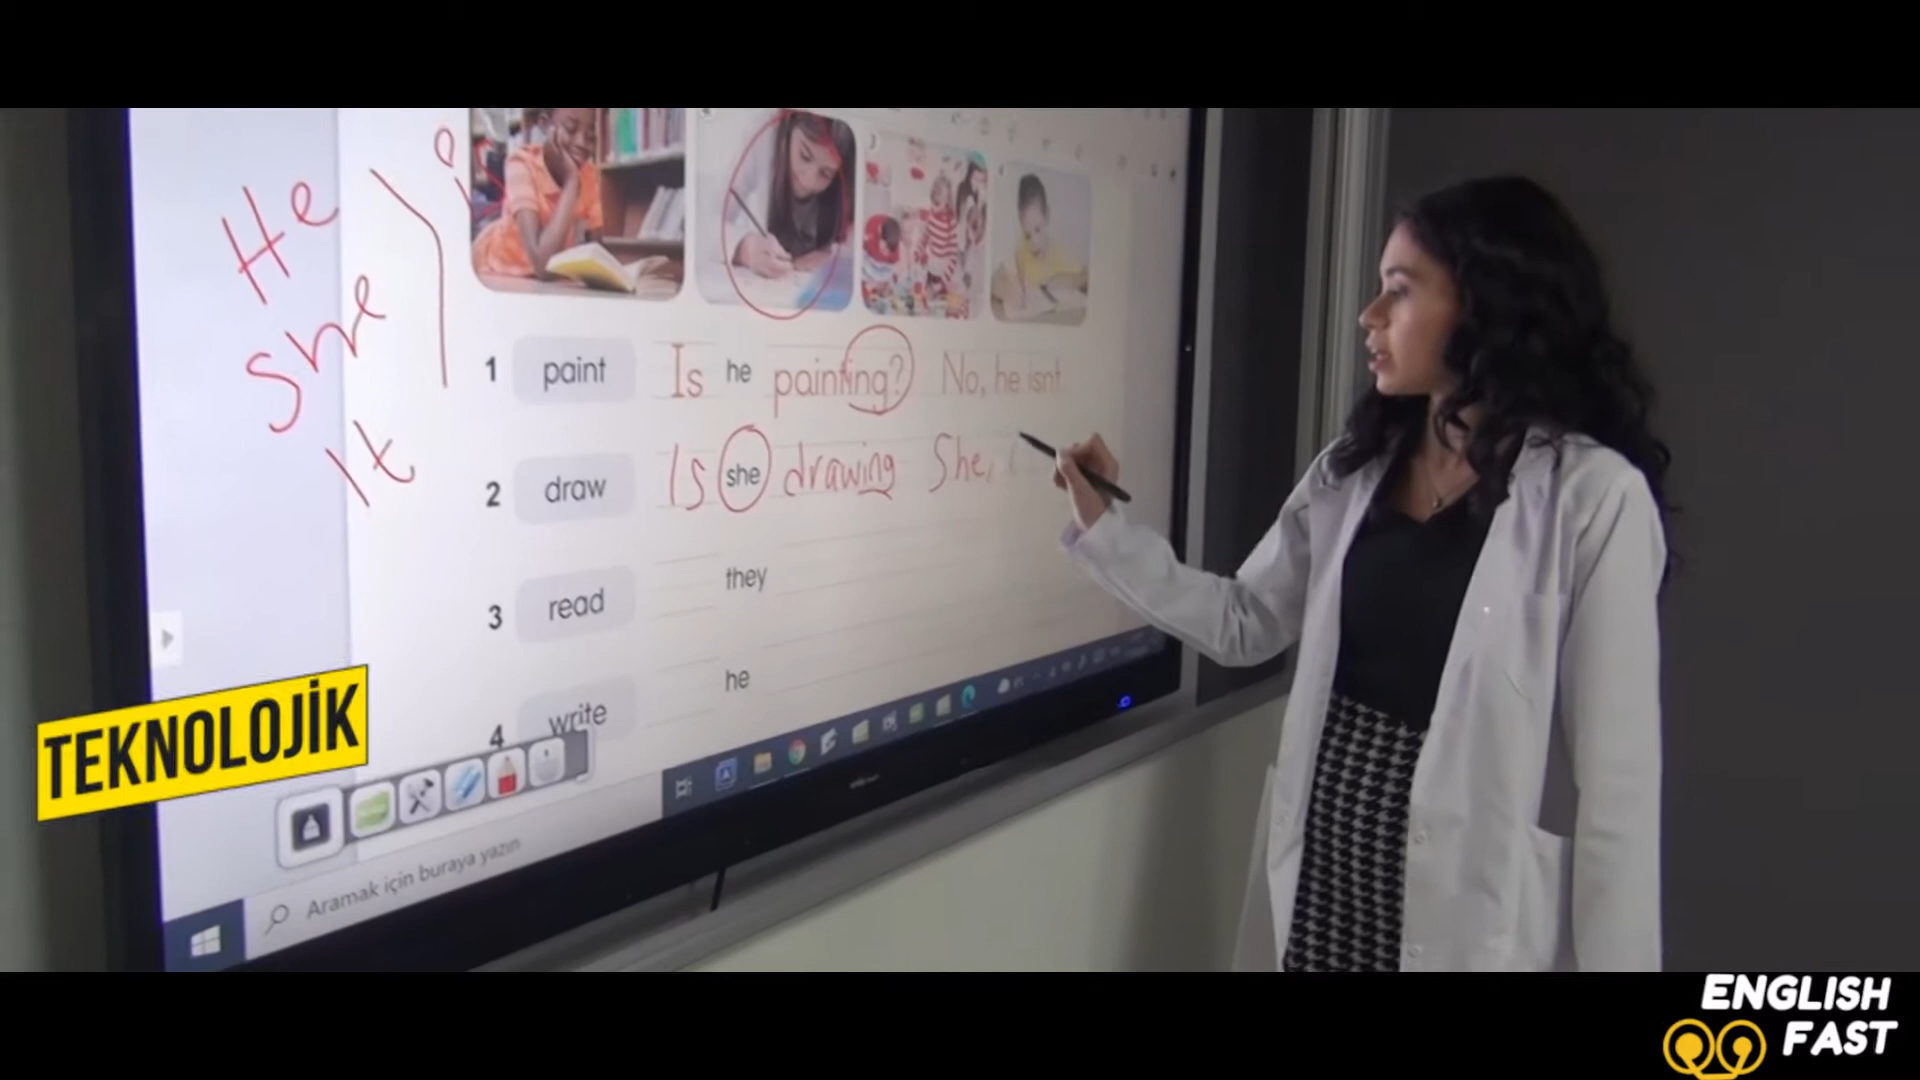 He
She
It
1 paint Is he painting? No, he isnt.
2 draw Is she drawing She,
3 read they
4 write he
TEKNOLOJİK
Aramak için buraya yazın
ENGLISH
FAST